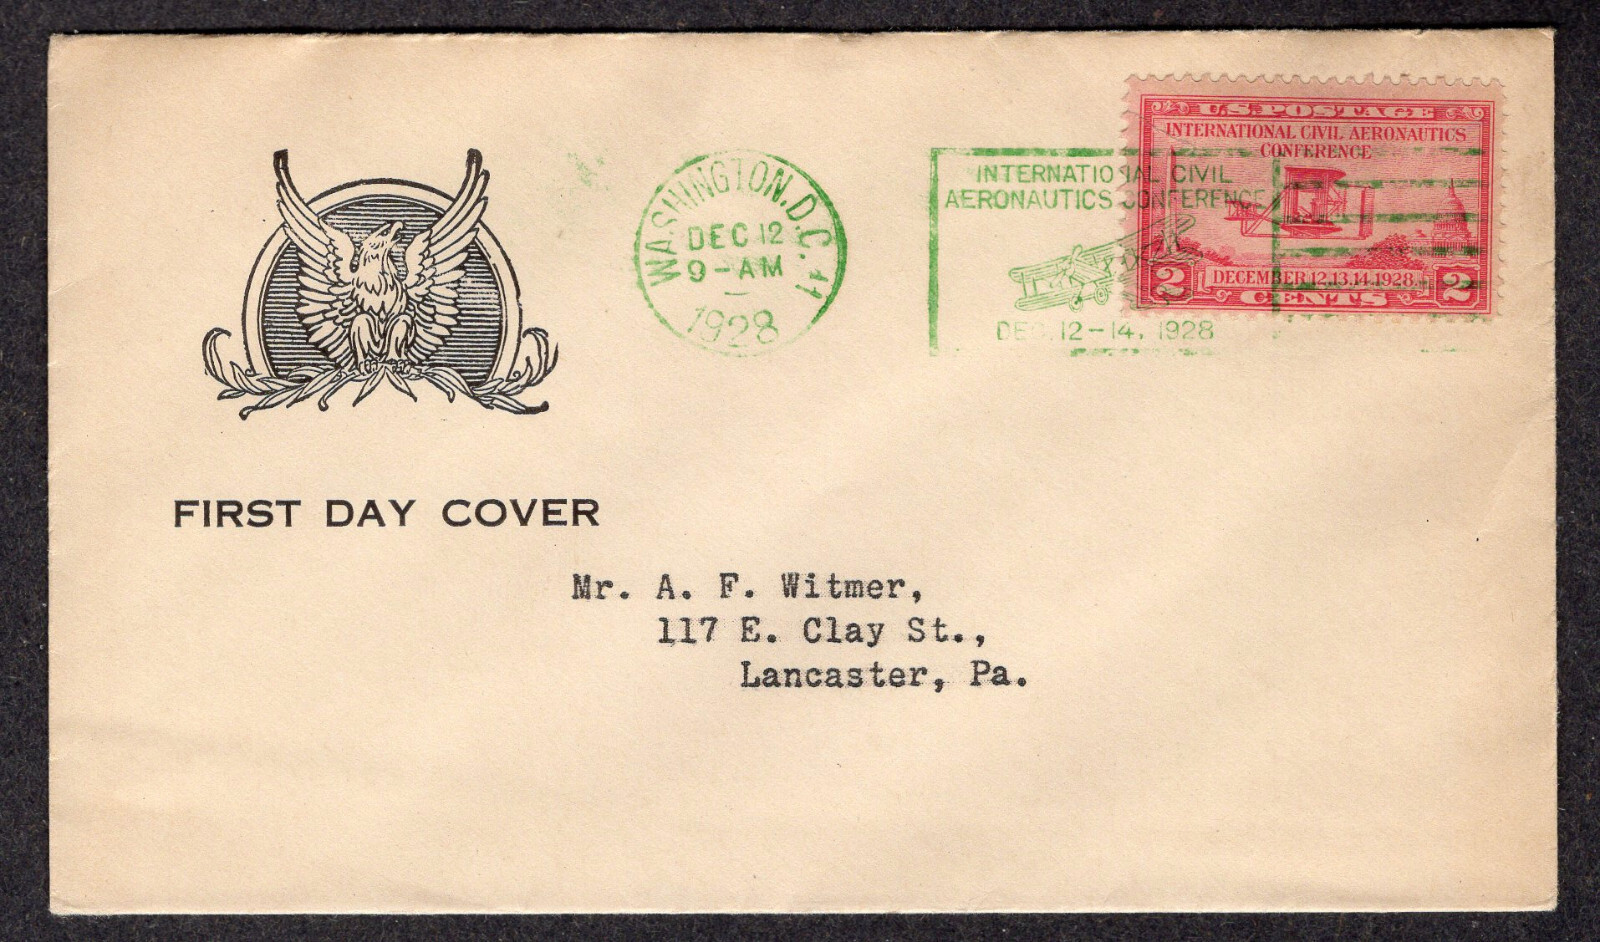 WASHINGTON, D.C. 11
DEC 12
9-AM
1928
INTERNATIONAL CIVIL
AERONAUTICS CONFERENCE
DEC. 12-14, 1928
U.S. POSTAGE
INTERNATIONAL CIVIL AERONAUTICS
CONFERENCE
2 DECEMBER 12.13.14.1928 2
CENTS
FIRST DAY COVER
Mr. A. F. Witmer,
117 E. Clay St.,
Lancaster, Pa.